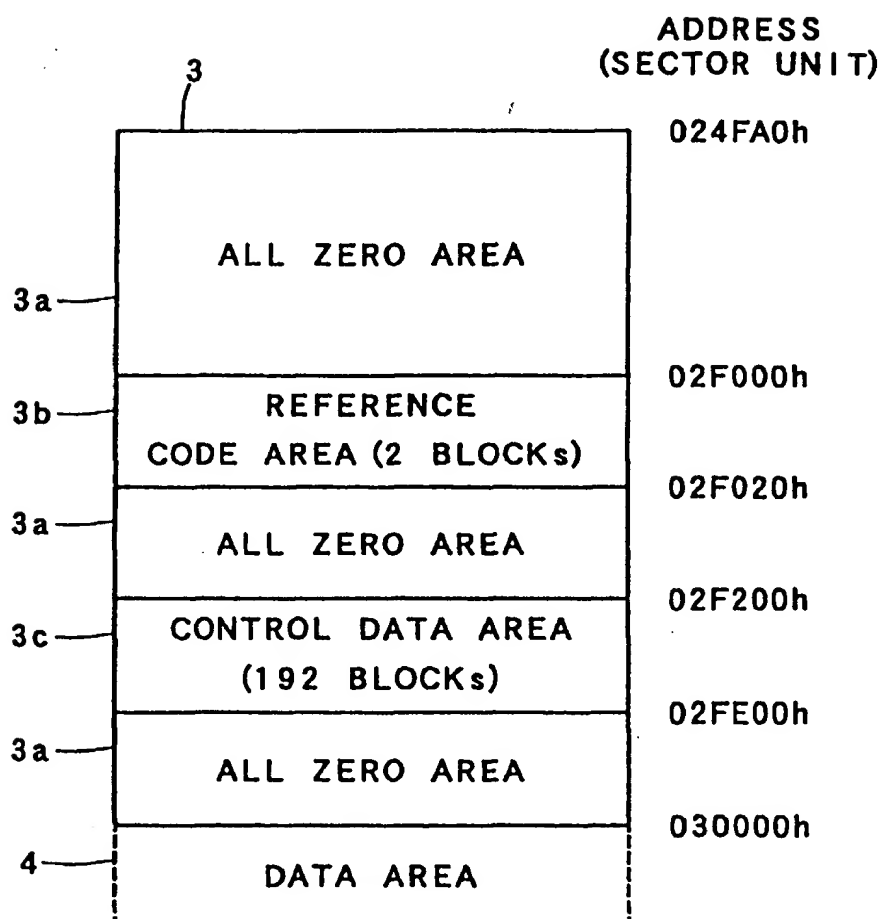 ADDRESS
(SECTOR UNIT)
3
024FA0h
ALL ZERO AREA
3a
02F000h
3b
REFERENCE
CODE AREA (2 BLOCKs)
02F020h
3a
ALL ZERO AREA
02F200h
3c
CONTROL DATA AREA
(192 BLOCKs)
02FE00h
3a
ALL ZERO AREA
030000h
4
DATA AREA